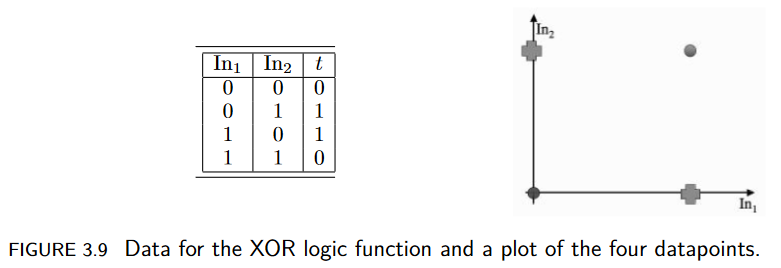 In₁ In₂ t
0 0 0
0 1 1
1 0 1
1 1 0
In₂
In₁
FIGURE 3.9 Data for the XOR logic function and a plot of the four datapoints.